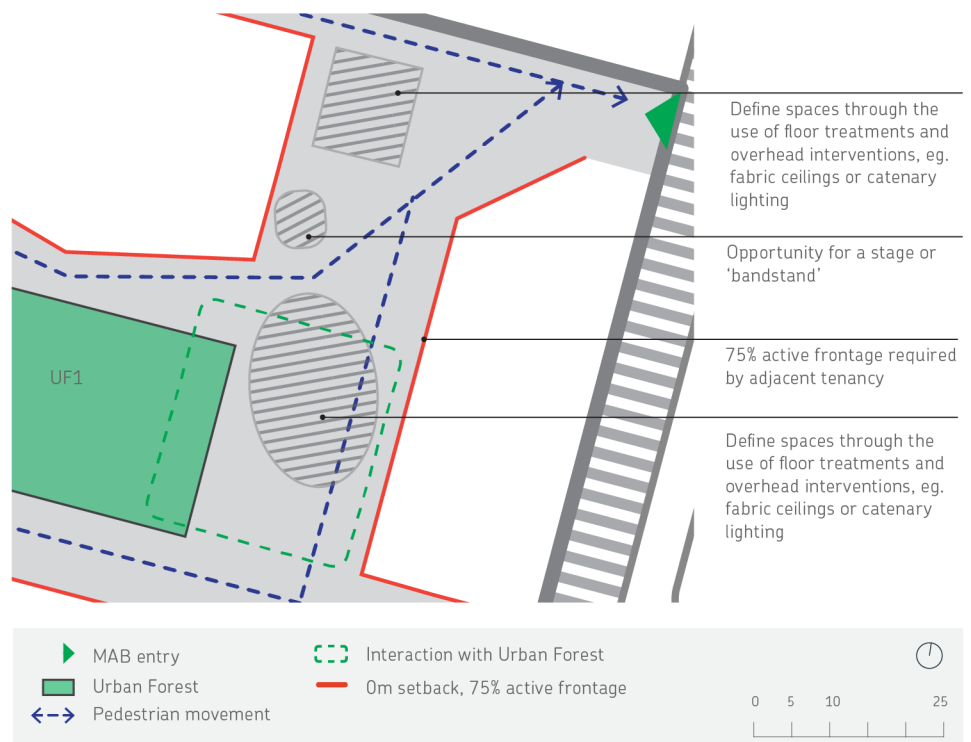 Define spaces through the
use of floor treatments and
overhead interventions, eg.
fabric ceilings or catenary
lighting
Opportunity for a stage or
‘bandstand’
75% active frontage required
by adjacent tenancy
UF1
Define spaces through the
use of floor treatments and
overhead interventions, eg.
fabric ceilings or catenary
lighting
MAB entry
Urban Forest
Pedestrian movement
Interaction with Urban Forest
0m setback, 75% active frontage
0 5 10 25